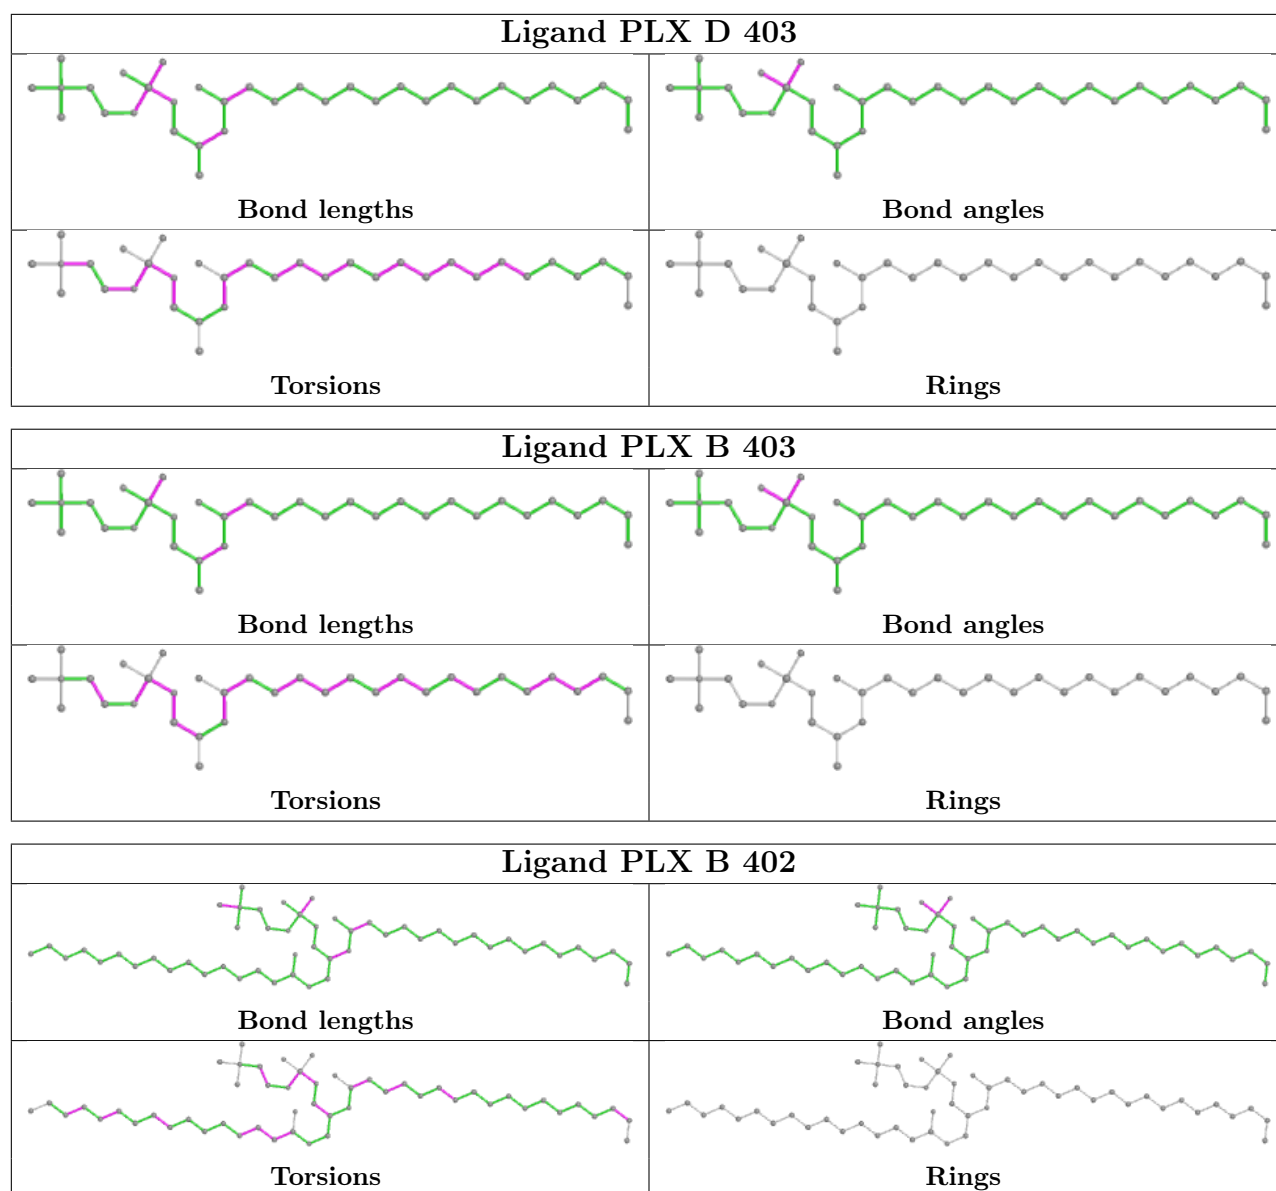 Ligand PLX D 403
Bond lengths
Bond angles
Torsions
Rings
Ligand PLX B 403
Bond lengths
Bond angles
Torsions
Rings
Ligand PLX B 402
Bond lengths
Bond angles
Torsions
Rings